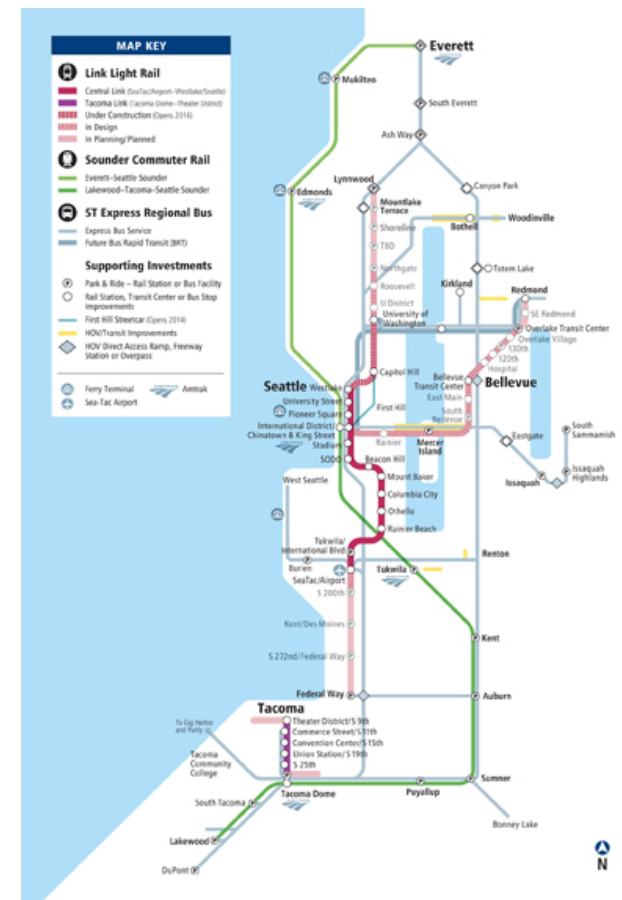 MAP KEY
Link Light Rail
Central Link (SeaTac/Airport–Westlake/Seattle)
Tacoma Link (Tacoma Dome–Theater District)
Under Construction (Opens 2016)
In Design
In Planning/Planned
Sounder Commuter Rail
Everett–Seattle Sounder
Lakewood–Tacoma–Seattle Sounder
ST Express Regional Bus
Express Bus Service
Future Bus Rapid Transit (BRT)
Supporting Investments
Park & Ride – Rail Station or Bus Facility
Rail Station, Transit Center or Bus Stop
Improvements
First Hill Streetcar (Opens 2014)
HOV/Transit Improvements
HOV Direct Access Ramp, Freeway
Station or Overpass
Ferry Terminal
Amtrak
Sea-Tac Airport
Everett
Mukilteo
South Everett
Ash Way
Lynnwood
Canyon Park
Edmonds
Mountlake
Terrace
Shoreline
Bothell
Woodinville
TBD
Northgate
Totem Lake
Roosevelt
Kirkland
Redmond
U District
SE Redmond
University of
Washington
Overlake Transit Center
Overlake Village
130th
120th
Hospital
Capitol Hill
Seattle
Westlake
Bellevue
Transit Center
Bellevue
University Street
East Main
Pioneer Square
First Hill
South
Bellevue
International District/
Chinatown & King Street
Stadium
Rainier
Mercer
Island
Eastgate
South
Sammamish
SODO
Beacon Hill
Mount Baker
Issaquah
Issaquah
Highlands
West Seattle
Columbia City
Othello
Rainier Beach
Tukwila/
International Blvd
Renton
Burien
SeaTac/Airport
Tukwila
S 200th
Kent/Des Moines
Kent
S 272nd/Federal Way
Federal Way
Auburn
Tacoma
To Gig Harbor
and Purdy
Theater District/S 9th
Commerce Street/S 11th
Convention Center/S 15th
Union Station/S 19th
S 25th
Tacoma
Community
College
Tacoma Dome
Puyallup
Sumner
South Tacoma
Bonney Lake
Lakewood
DuPont
N